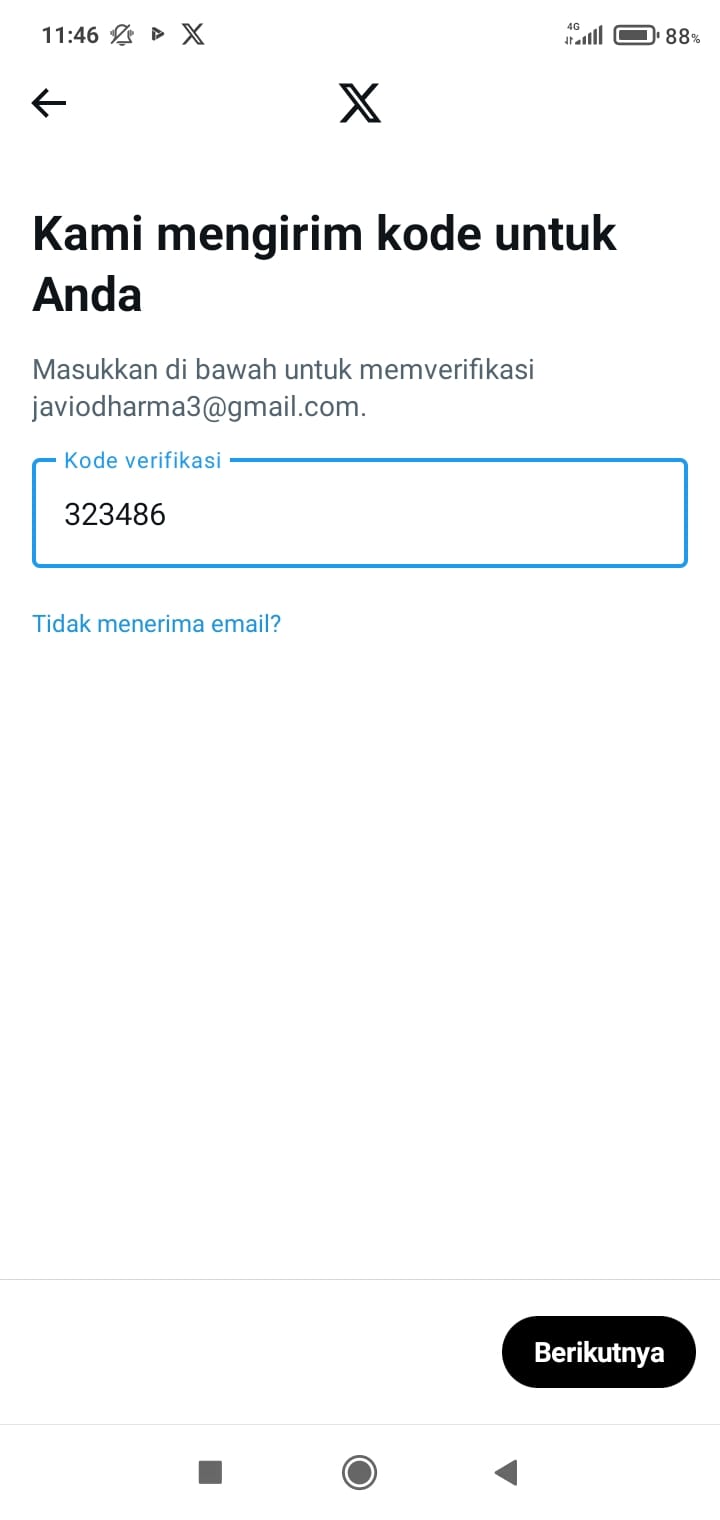 11:46
4G
88%
Kami mengirim kode untuk
Anda
Masukkan di bawah untuk memverifikasi
javiodharma3@gmail.com.
Kode verifikasi
323486
Tidak menerima email?
Berikutnya